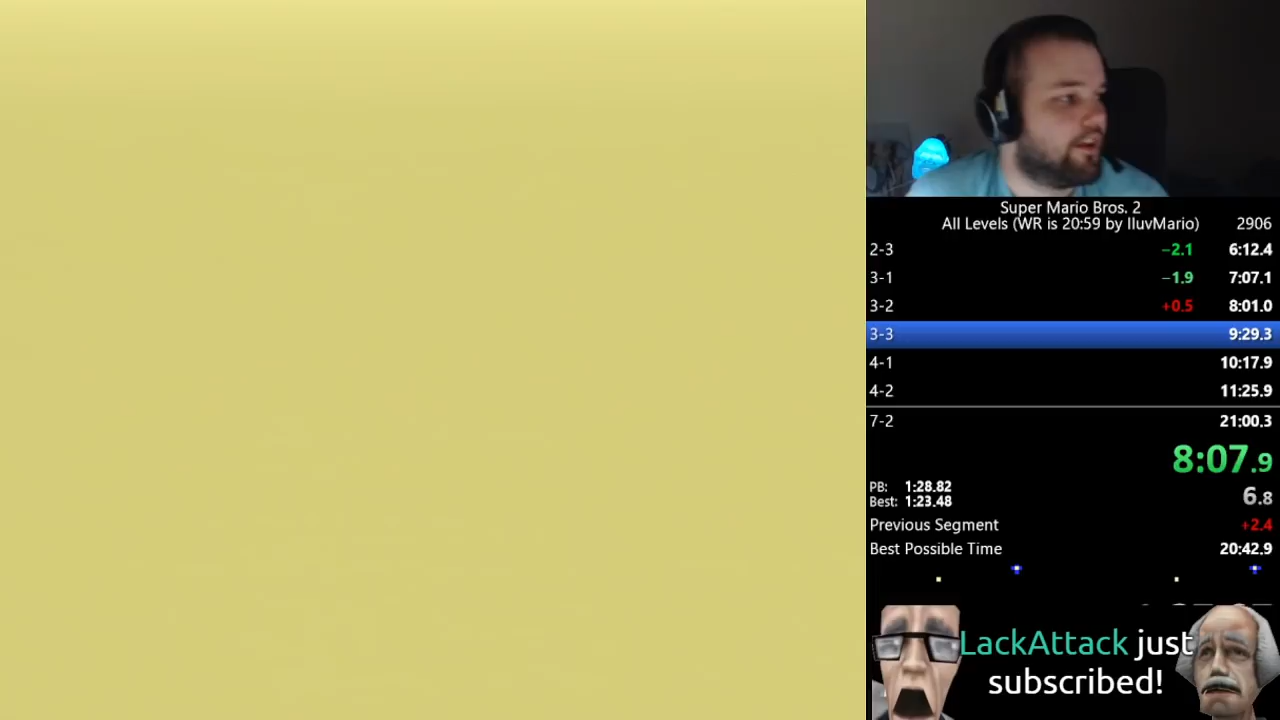 Super Mario Bros. 2
All Levels (WR is 20:59 by IluvMario) 2906
2-3 −2.1 6:12.4
3-1 −1.9 7:07.1
3-2 +0.5 8:01.0
3-3 9:29.3
4-1 10:17.9
4-2 11:25.9
7-2 21:00.3
8:07.9
PB: 1:28.82
Best: 1:23.48
6.8
Previous Segment +2.4
Best Possible Time 20:42.9
LackAttack just
subscribed!